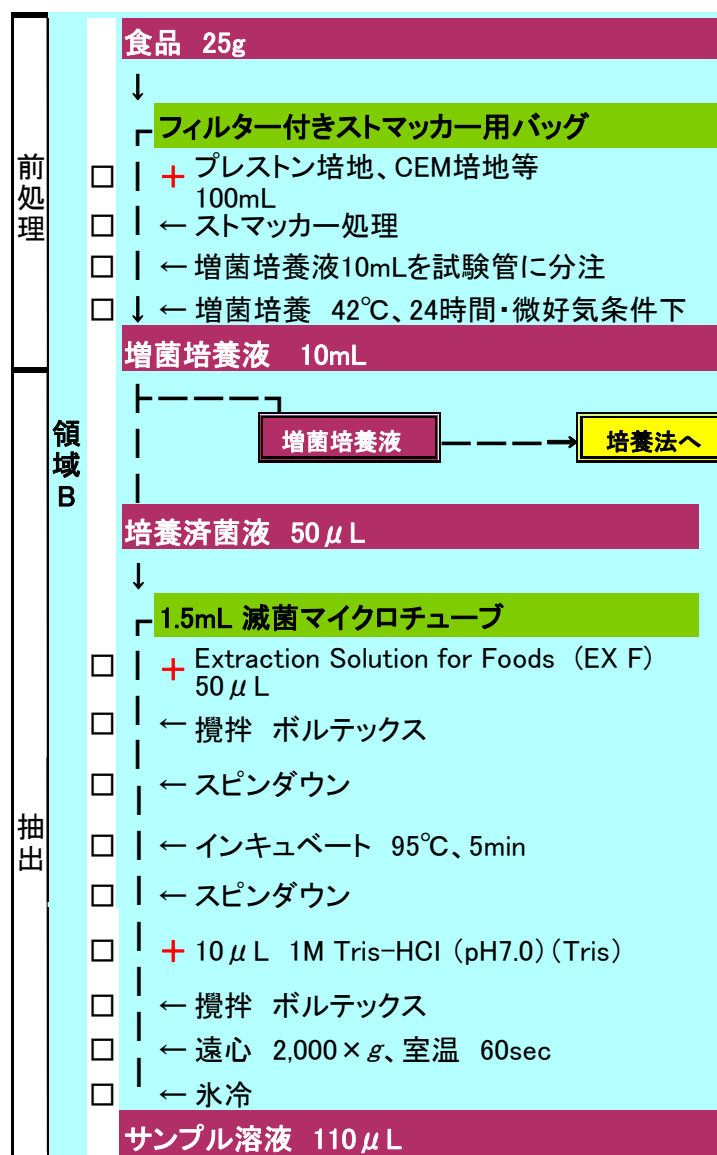 食品 25g
↓
フィルター付きストマッカー用バッグ
前処理
□ + プレストン培地、CEM培地等
100mL
□ ← ストマッカー処理
□ ← 増菌培養液10mLを試験管に分注
□ ↓ ← 増菌培養 42℃、24時間・微好気条件下
増菌培養液 10mL
領域B
増菌培養液 → 培養法へ
培養済菌液 50μL
↓
1.5mL 滅菌マイクロチューブ
抽出
□ + Extraction Solution for Foods (EX F)
50μL
□ ← 攪拌 ボルテックス
□ ← スピンダウン
□ ← インキュベート 95℃、5min
□ ← スピンダウン
□ + 10μL 1M Tris-HCl (pH7.0)(Tris)
□ ← 攪拌 ボルテックス
□ ← 遠心 2,000×g、室温 60sec
□ ← 氷冷
サンプル溶液 110μL